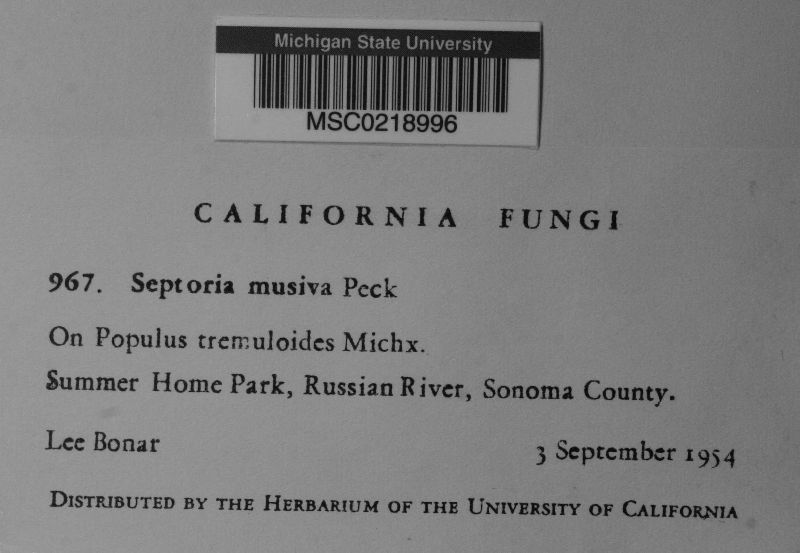 Michigan State University
MSC0218996
CALIFORNIA FUNGI
967. Septoria musiva Peck
On Populus tremuloides Michx.
Summer Home Park, Russian River, Sonoma County.
Lee Bonar 3 September 1954
DISTRIBUTED BY THE HERBARIUM OF THE UNIVERSITY OF CALIFORNIA